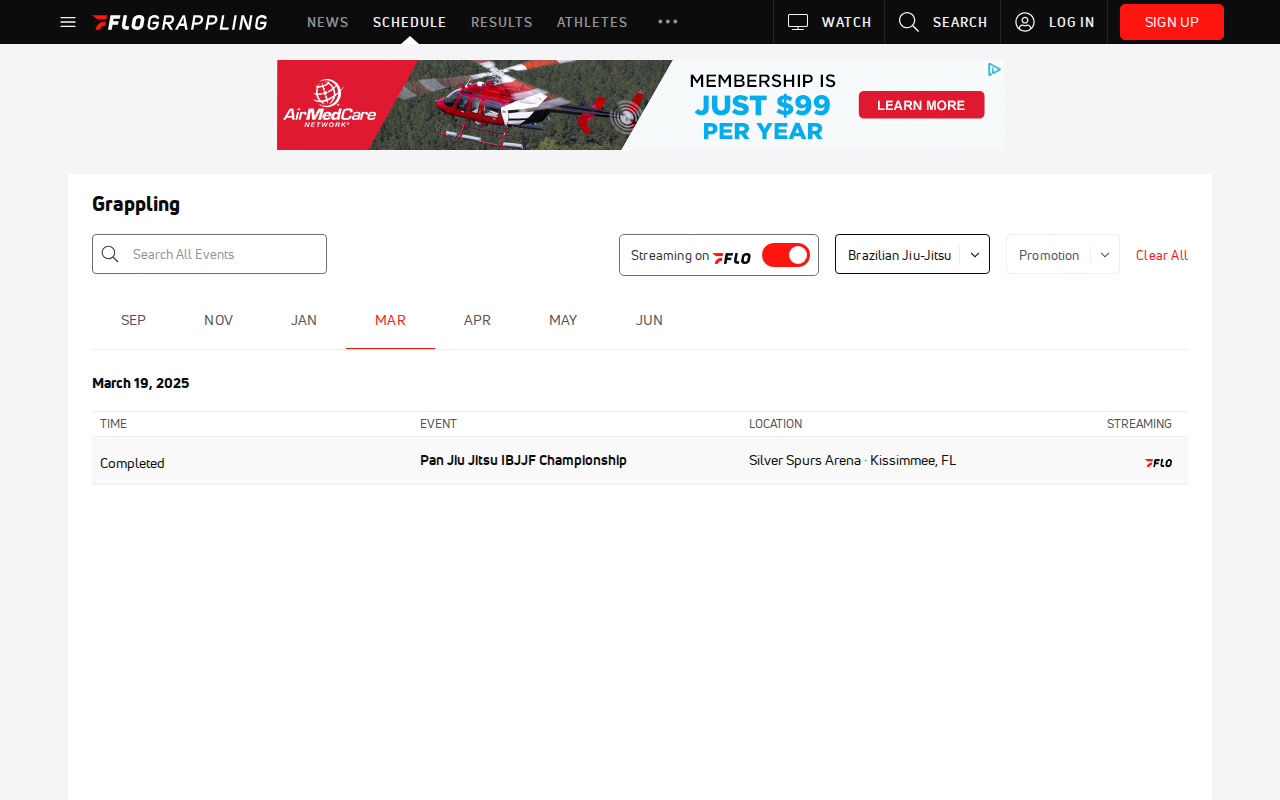 FLOGRAPPLING NEWS SCHEDULE RESULTS ATHLETES ••• WATCH SEARCH LOG IN SIGN UP
AirMedCare
NETWORK®
MEMBERSHIP IS
JUST $99
PER YEAR
LEARN MORE
Grappling
Search All Events Streaming on FLO Brazilian Jiu-Jitsu Promotion Clear All
SEP NOV JAN MAR APR MAY JUN
March 19, 2025
TIME EVENT LOCATION STREAMING
Completed Pan Jiu Jitsu IBJJF Championship Silver Spurs Arena · Kissimmee, FL FLO